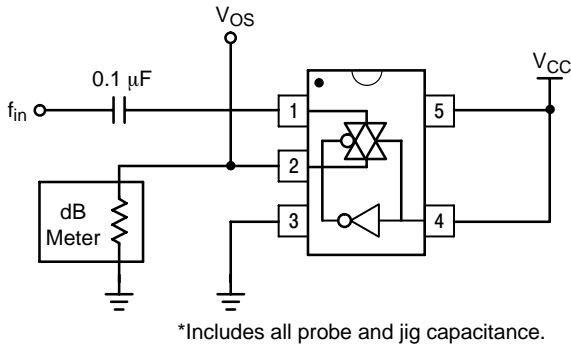 VOS
VCC
0.1 µF
fin
1
5
2
dB
Meter
3
4
*Includes all probe and jig capacitance.